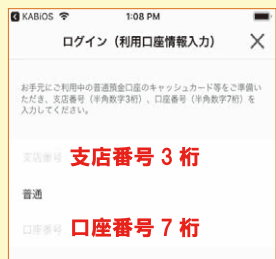 KABiOS 1:08 PM
ログイン（利用口座情報入力）
お手元にご利用中の普通預金口座のキャッシュカード等をご準備い
ただき、支店番号（半角数字3桁）、口座番号（半角数字7桁）を
入力してください。
支店番号 支店番号 3 桁
普通
口座番号 口座番号 7 桁